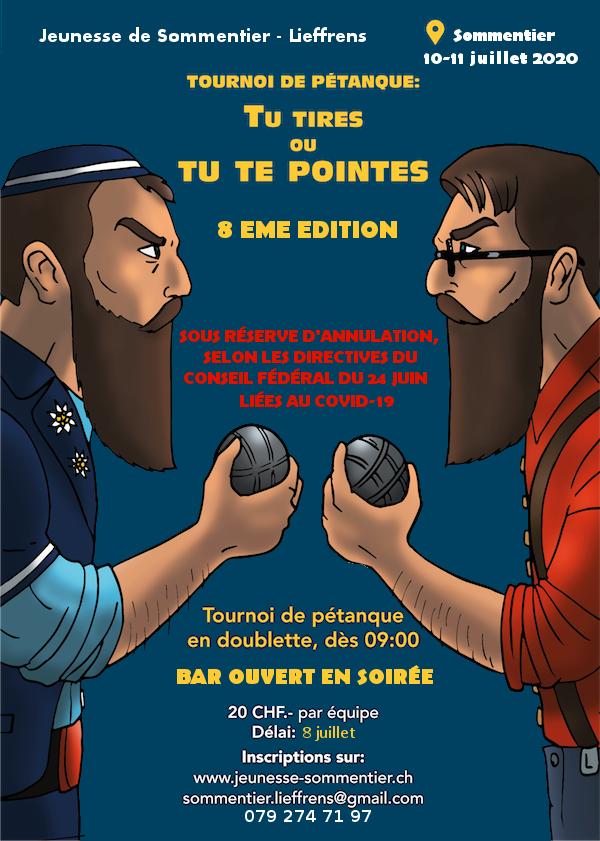 Jeunesse de Sommentier - Lieffrens
Sommentier
10-11 juillet 2020
TOURNOI DE PÉTANQUE:
TU TIRES
OU
TU TE POINTES
8 EME EDITION
SOUS RÉSERVE D'ANNULATION,
SELON LES DIRECTIVES DU
CONSEIL FÉDÉRAL DU 24 JUIN
LIÉES AU COVID-19
Tournoi de pétanque
en doublette, dès 09:00
BAR OUVERT EN SOIRÉE
20 CHF.- par équipe
Délai: 8 juillet
Inscriptions sur:
www.jeunesse-sommentier.ch
sommentier.lieffrens@gmail.com
079 274 71 97
L